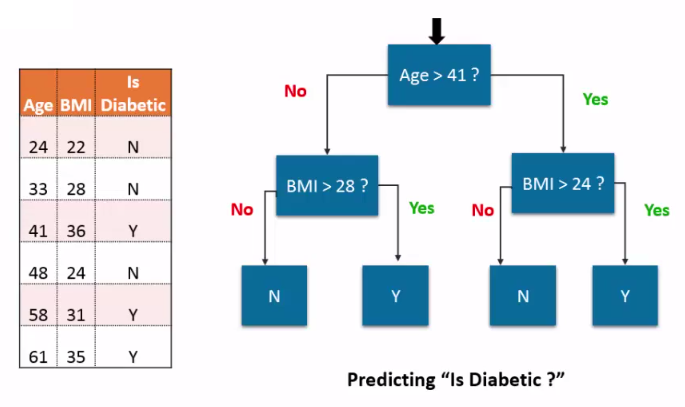 Is
Age BMI Diabetic
24 22 N
33 28 N
41 36 Y
48 24 N
58 31 Y
61 35 Y
Age > 41 ?
No
Yes
BMI > 28 ?
BMI > 24 ?
No
Yes
No
Yes
N
Y
N
Y
Predicting “Is Diabetic ?”